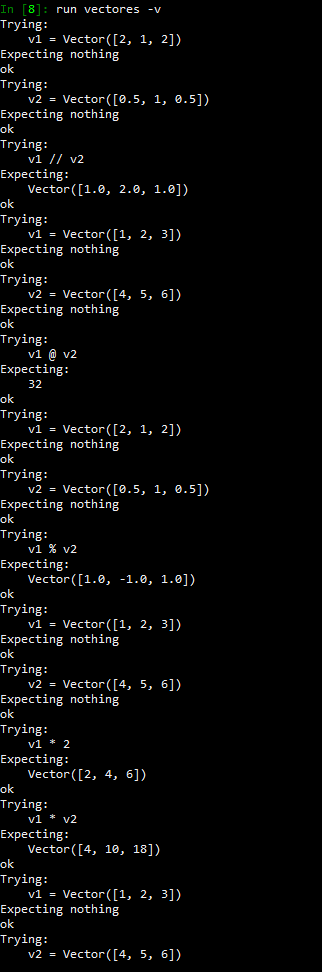 In [8]: run vectores -v
Trying:
    v1 = Vector([2, 1, 2])
Expecting nothing
ok
Trying:
    v2 = Vector([0.5, 1, 0.5])
Expecting nothing
ok
Trying:
    v1 // v2
Expecting:
    Vector([1.0, 2.0, 1.0])
ok
Trying:
    v1 = Vector([1, 2, 3])
Expecting nothing
ok
Trying:
    v2 = Vector([4, 5, 6])
Expecting nothing
ok
Trying:
    v1 @ v2
Expecting:
    32
ok
Trying:
    v1 = Vector([2, 1, 2])
Expecting nothing
ok
Trying:
    v2 = Vector([0.5, 1, 0.5])
Expecting nothing
ok
Trying:
    v1 % v2
Expecting:
    Vector([1.0, -1.0, 1.0])
ok
Trying:
    v1 = Vector([1, 2, 3])
Expecting nothing
ok
Trying:
    v2 = Vector([4, 5, 6])
Expecting nothing
ok
Trying:
    v1 * 2
Expecting:
    Vector([2, 4, 6])
ok
Trying:
    v1 * v2
Expecting:
    Vector([4, 10, 18])
ok
Trying:
    v1 = Vector([1, 2, 3])
Expecting nothing
ok
Trying:
    v2 = Vector([4, 5, 6])